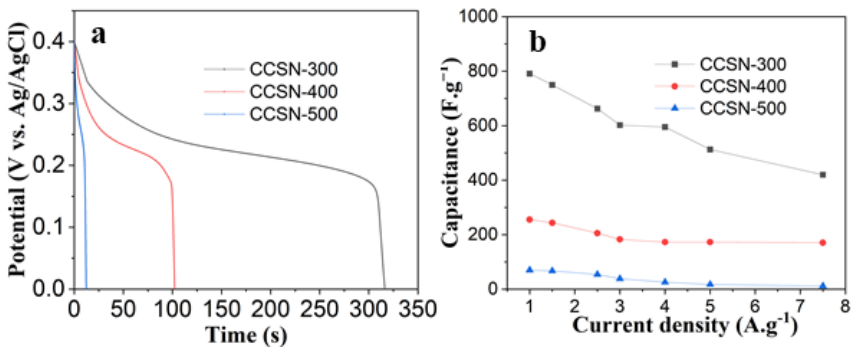 a
Potential (V vs. Ag/AgCl)
0.4
0.3
0.2
0.1
0.0
CCSN-300
CCSN-400
CCSN-500
0 50 100 150 200 250 300 350
Time (s)
b
Capacitance (F.g⁻¹)
1000
800
600
400
200
0
CCSN-300
CCSN-400
CCSN-500
1 2 3 4 5 6 7 8
Current density (A.g⁻¹)